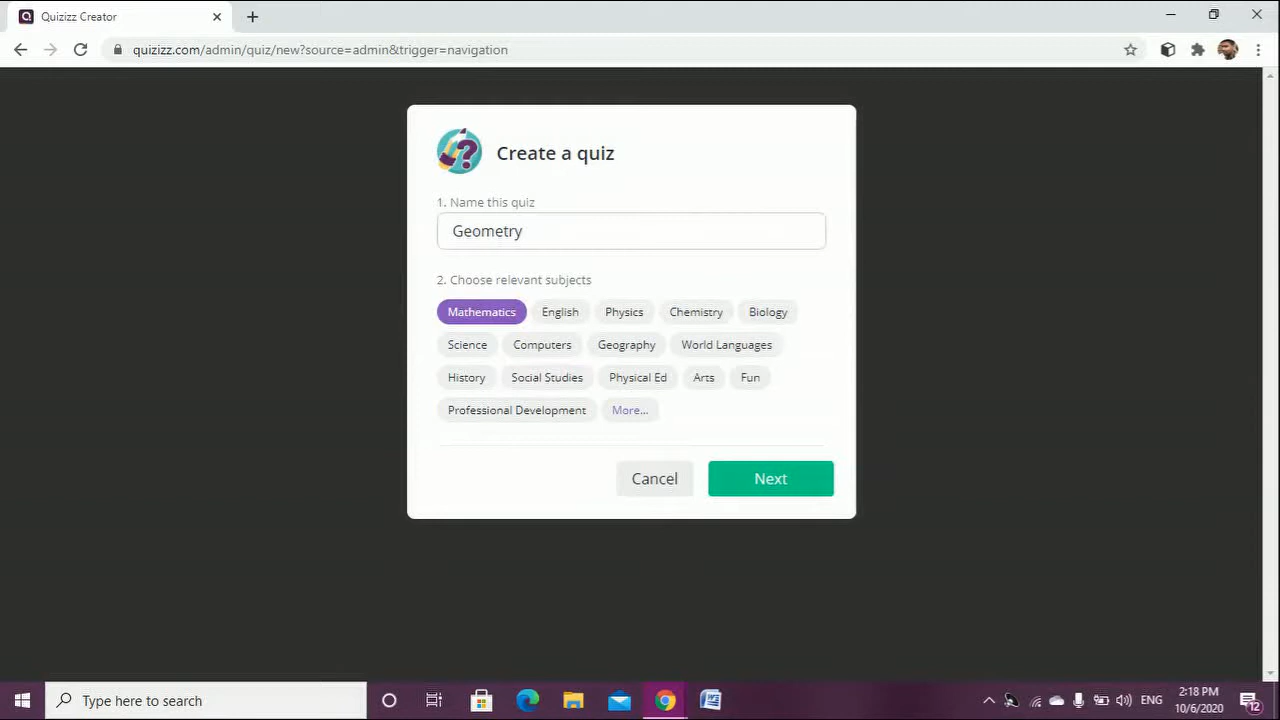 Quizizz Creator
quizizz.com/admin/quiz/new?source=admin&trigger=navigation
Create a quiz
1. Name this quiz
Geometry
2. Choose relevant subjects
Mathematics English Physics Chemistry Biology
Science Computers Geography World Languages
History Social Studies Physical Ed Arts Fun
Professional Development More...
Cancel Next
Type here to search
ENG
2:18 PM
10/6/2020
12